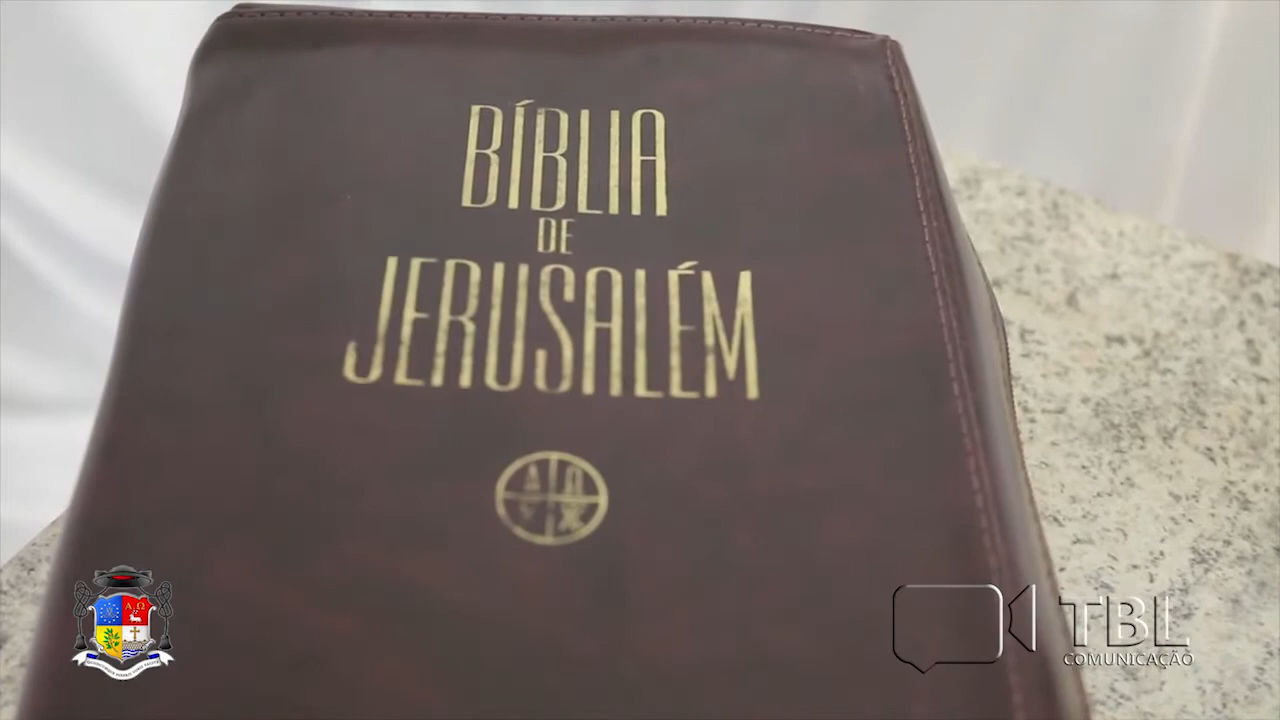 BÍBLIA
DE
JERUSALÉM
Α Ω
Α Ω
TBL
COMUNICAÇÃO